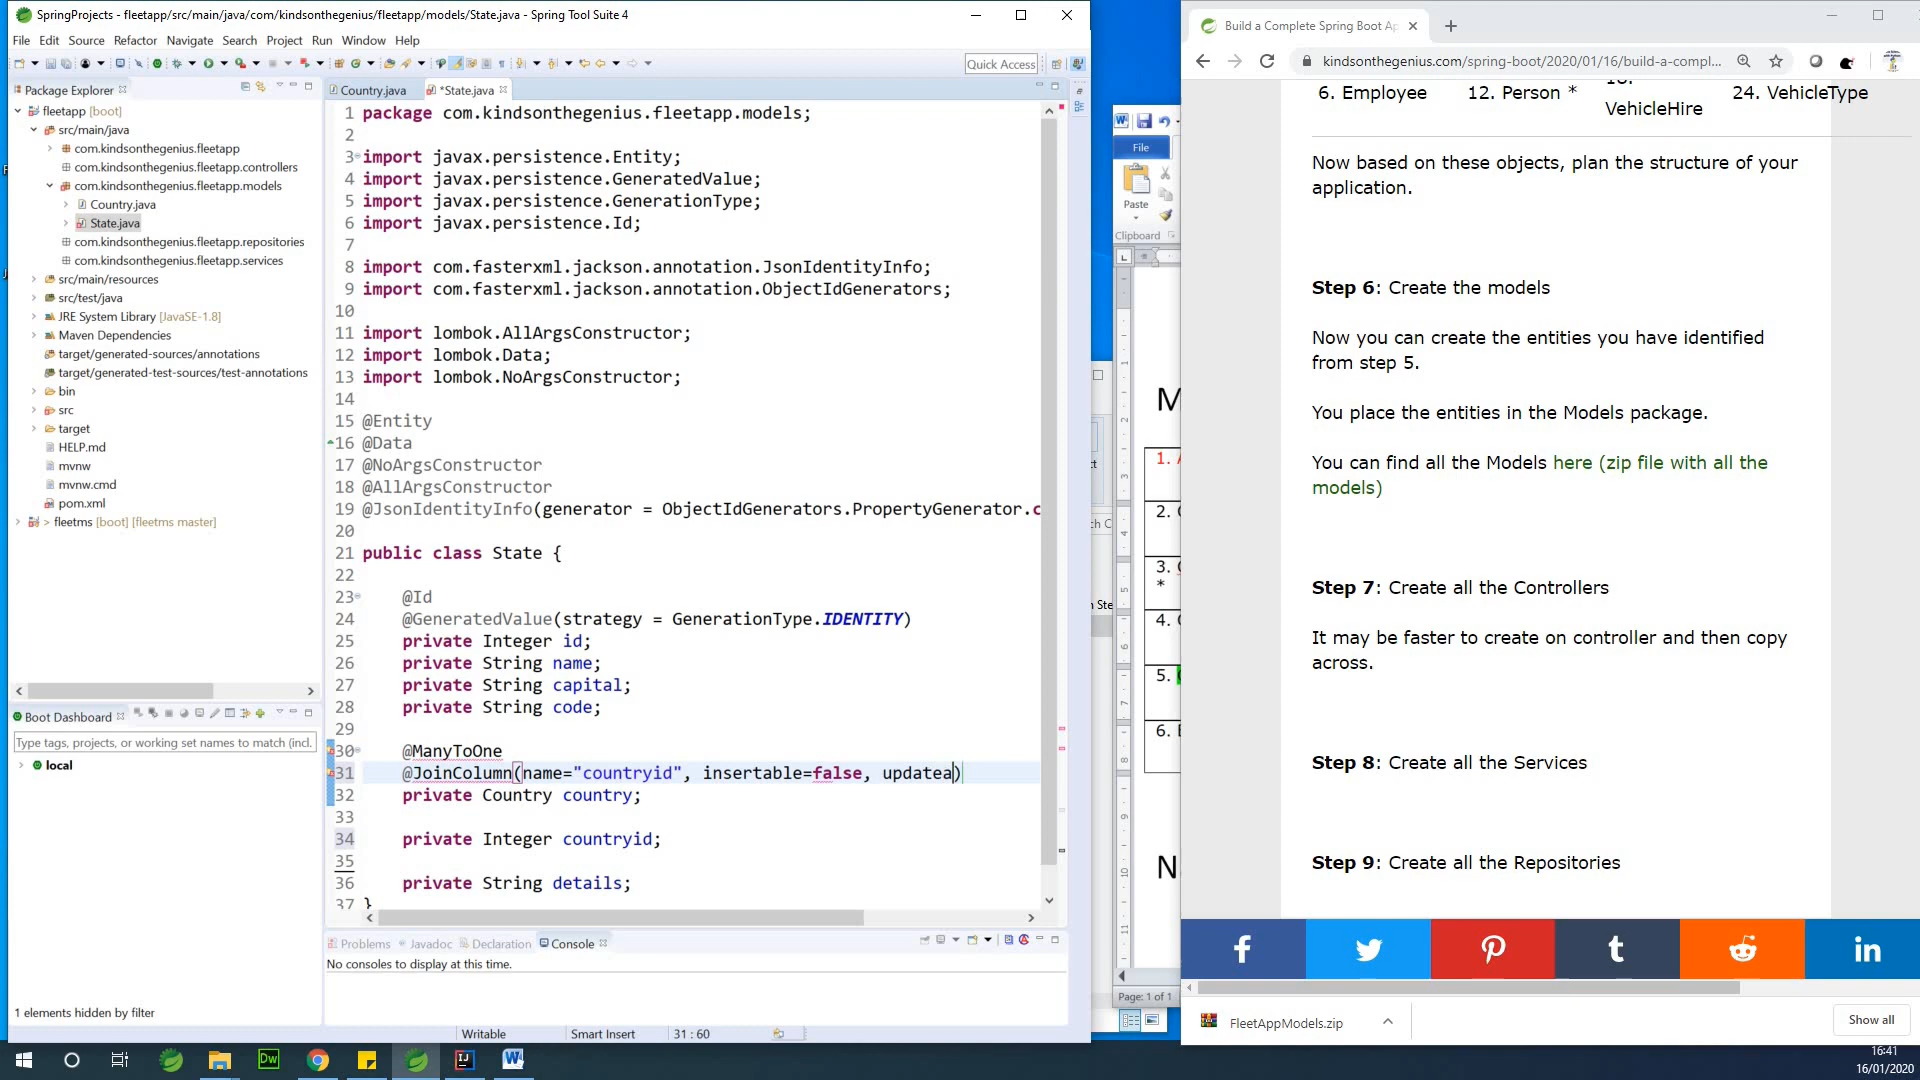 SpringProjects - fleetapp/src/main/java/com/kindsonthegenius/fleetapp/models/State.java - Spring Tool Suite 4
File Edit Source Refactor Navigate Search Project Run Window Help
Quick Access
Package Explorer
fleetapp [boot]
src/main/java
com.kindsonthegenius.fleetapp
com.kindsonthegenius.fleetapp.controllers
com.kindsonthegenius.fleetapp.models
Country.java
State.java
com.kindsonthegenius.fleetapp.repositories
com.kindsonthegenius.fleetapp.services
src/main/resources
src/test/java
JRE System Library [JavaSE-1.8]
Maven Dependencies
target/generated-sources/annotations
target/generated-test-sources/test-annotations
bin
src
target
HELP.md
mvnw
mvnw.cmd
pom.xml
> fleetms [boot] [fleetms master]
Boot Dashboard
Type tags, projects, or working set names to match (incl.
local
1 elements hidden by filter
Country.java *State.java
1 package com.kindsonthegenius.fleetapp.models;
2
3 import javax.persistence.Entity;
4 import javax.persistence.GeneratedValue;
5 import javax.persistence.GenerationType;
6 import javax.persistence.Id;
7
8 import com.fasterxml.jackson.annotation.JsonIdentityInfo;
9 import com.fasterxml.jackson.annotation.ObjectIdGenerators;
10
11 import lombok.AllArgsConstructor;
12 import lombok.Data;
13 import lombok.NoArgsConstructor;
14
15 @Entity
16 @Data
17 @NoArgsConstructor
18 @AllArgsConstructor
19 @JsonIdentityInfo(generator = ObjectIdGenerators.PropertyGenerator.c
20
21 public class State {
22
23 @Id
24 @GeneratedValue(strategy = GenerationType.IDENTITY)
25 private Integer id;
26 private String name;
27 private String capital;
28 private String code;
29
30 @ManyToOne
31 @JoinColumn(name="countryid", insertable=false, updatea)
32 private Country country;
33
34 private Integer countryid;
35
36 private String details;
37 }
Problems Javadoc Declaration Console
No consoles to display at this time.
Writable Smart Insert 31 : 60
File
Paste
Clipboard
M
1.
2.
3.
*
4.
5.
6.
N
Page: 1 of 1
Build a Complete Spring Boot Ap
kindsonthegenius.com/spring-boot/2020/01/16/build-a-compl...
6. Employee 12. Person * VehicleHire 24. VehicleType
Now based on these objects, plan the structure of your
application.
Step 6: Create the models
Now you can create the entities you have identified
from step 5.
You place the entities in the Models package.
You can find all the Models here (zip file with all the
models)
Step 7: Create all the Controllers
It may be faster to create on controller and then copy
across.
Step 8: Create all the Services
Step 9: Create all the Repositories
FleetAppModels.zip
Show all
16:41
16/01/2020